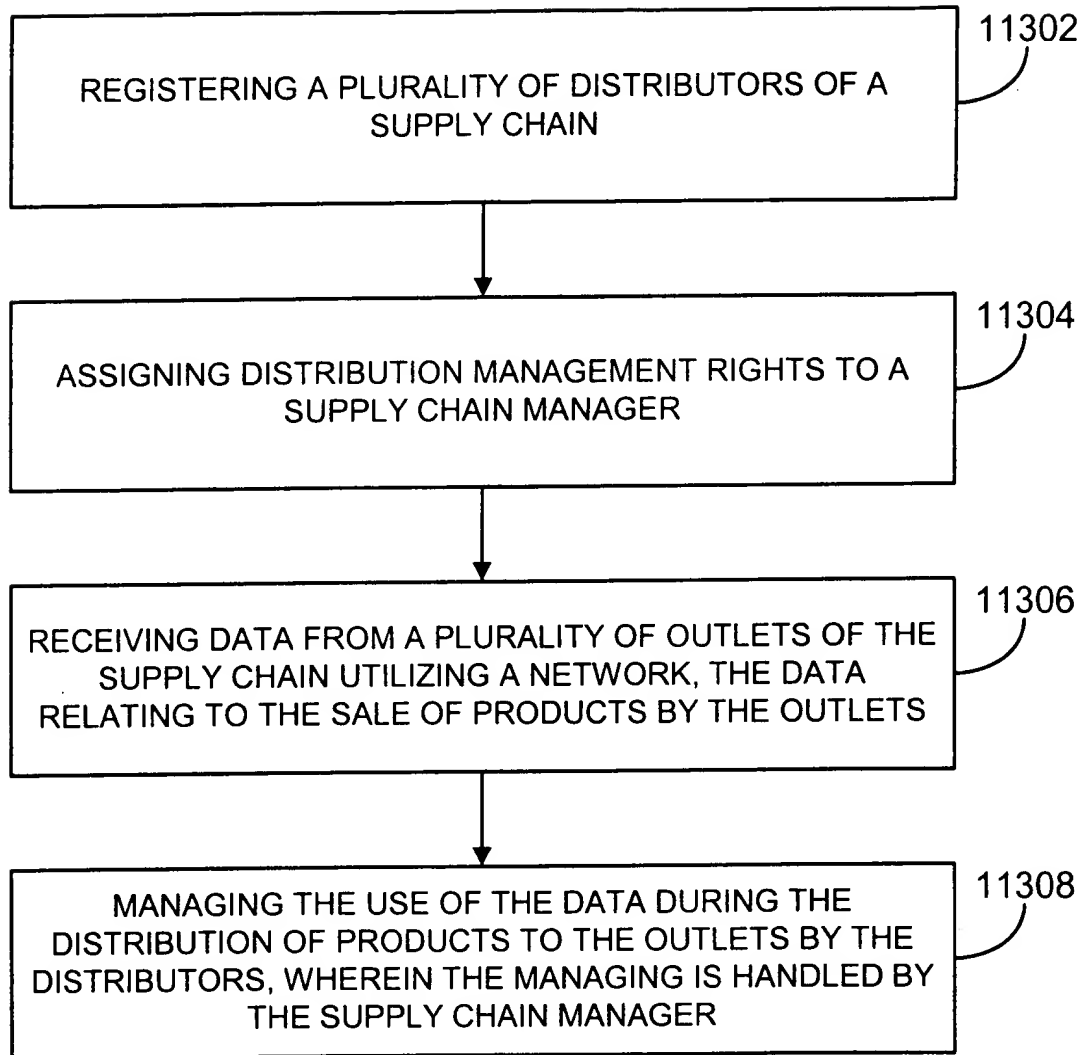 11302
REGISTERING A PLURALITY OF DISTRIBUTORS OF A
SUPPLY CHAIN
11304
ASSIGNING DISTRIBUTION MANAGEMENT RIGHTS TO A
SUPPLY CHAIN MANAGER
11306
RECEIVING DATA FROM A PLURALITY OF OUTLETS OF THE
SUPPLY CHAIN UTILIZING A NETWORK, THE DATA
RELATING TO THE SALE OF PRODUCTS BY THE OUTLETS
11308
MANAGING THE USE OF THE DATA DURING THE
DISTRIBUTION OF PRODUCTS TO THE OUTLETS BY THE
DISTRIBUTORS, WHEREIN THE MANAGING IS HANDLED BY
THE SUPPLY CHAIN MANAGER